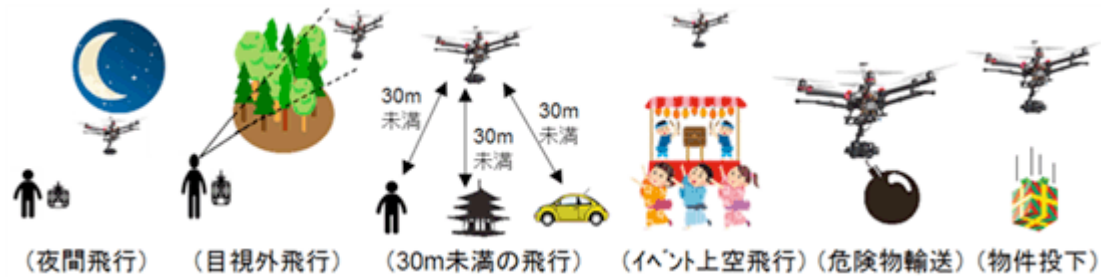 30m
未満
30m
未満
30m
未満
(夜間飛行)
(目視外飛行)
(30m未満の飛行)
(ｲﾍﾞﾝﾄ上空飛行)
(危険物輸送)
(物件投下)